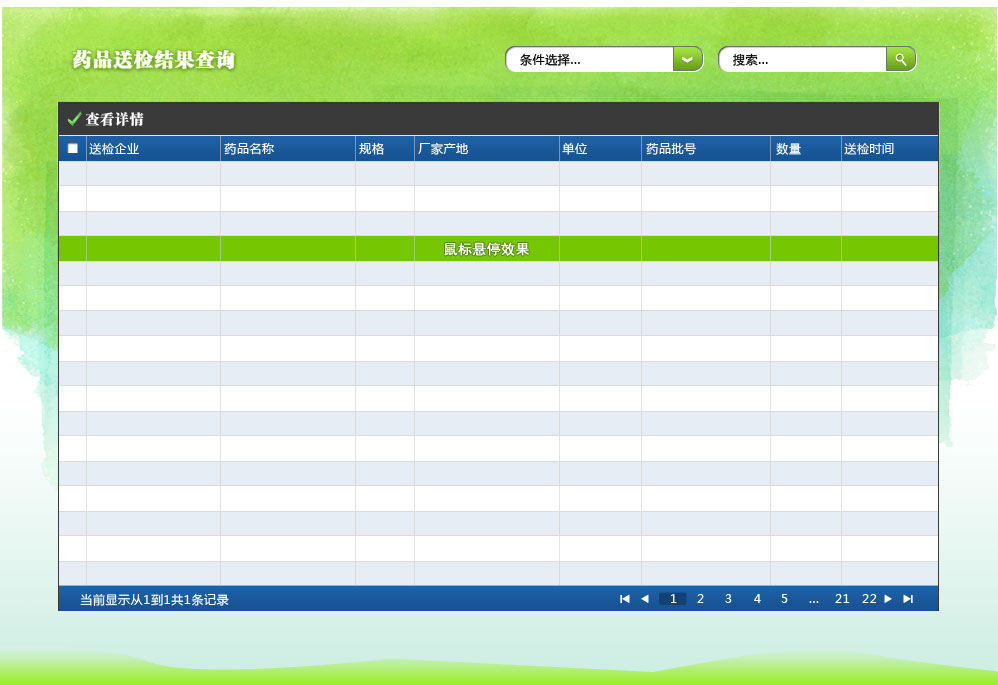 药品送检结果查询
条件选择...
搜索...
查看详情
送检企业 药品名称 规格 厂家产地 单位 药品批号 数量 送检时间
鼠标悬停效果
当前显示从1到1共1条记录 1 2 3 4 5 ... 21 22